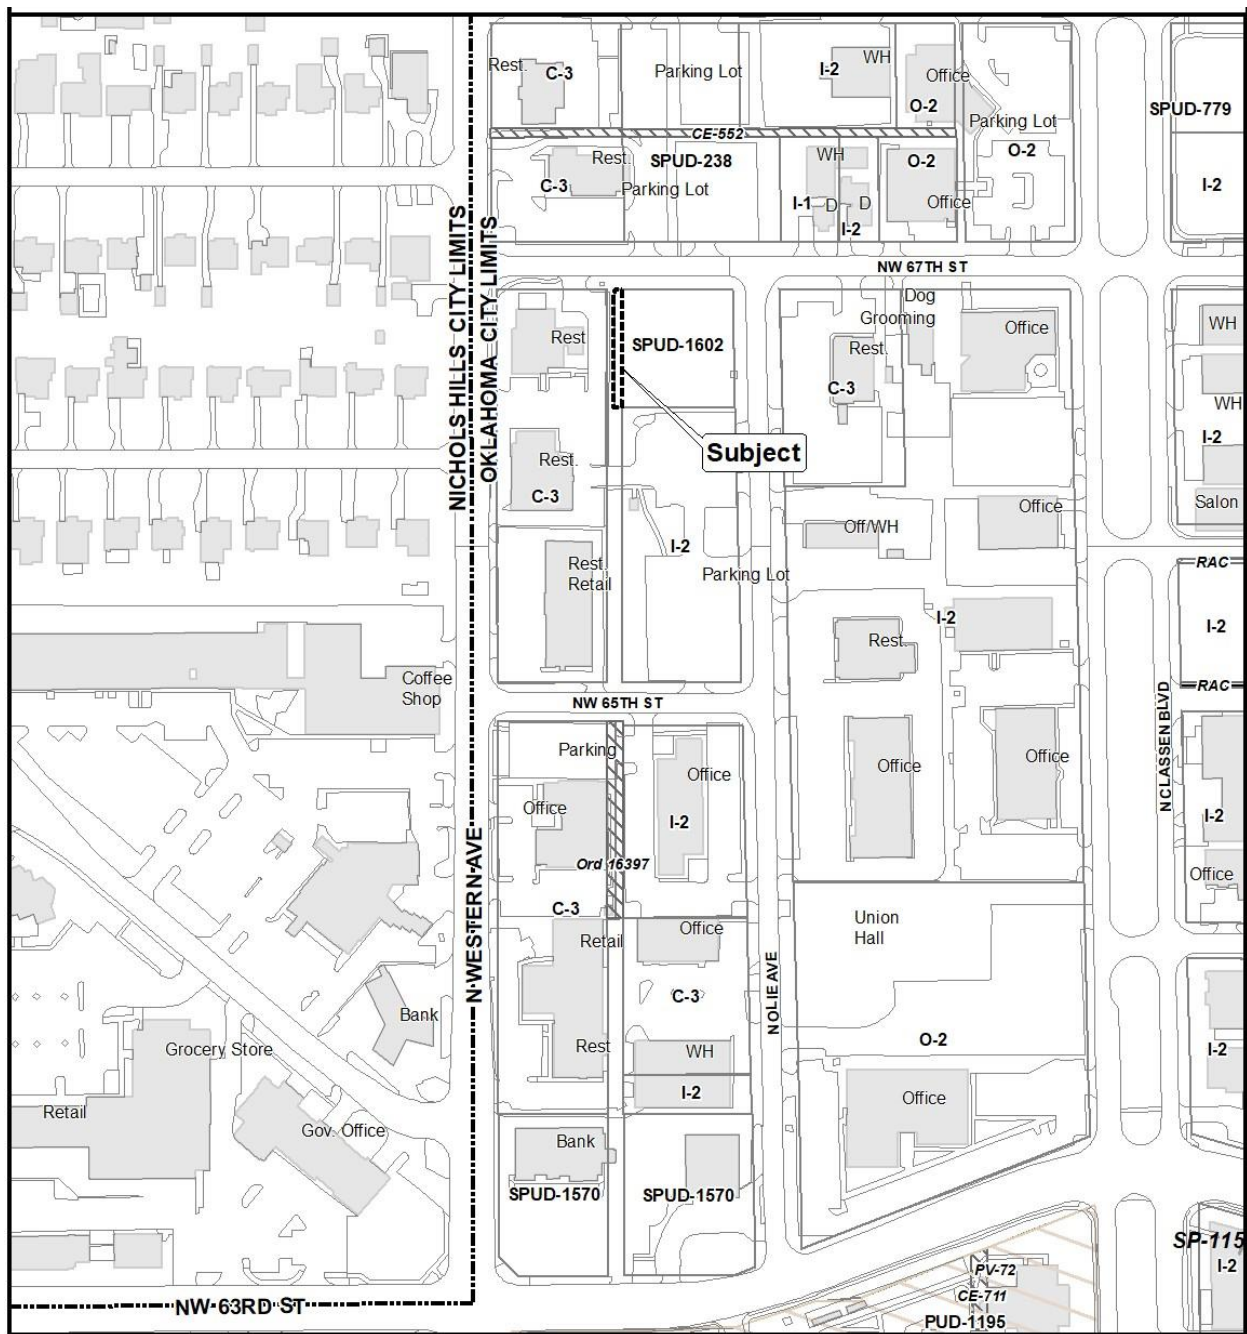 Rest.
C-3
Parking Lot
I-2
WH
Office
O-2
Parking Lot
O-2
SPUD-779
I-2
CE-552
Rest.
C-3
SPUD-238
Parking Lot
WH
I-1
D
D
I-2
O-2
Office
NICHOLS HILLS CITY LIMITS
OKLAHOMA CITY LIMITS
NW 67TH ST
Rest
SPUD-1602
Dog
Grooming
Rest.
C-3
Office
WH
WH
I-2
Salon
Subject
Rest.
C-3
Rest
Retail
I-2
Parking Lot
Off/WH
Office
RAC
I-2
RAC
I-2
Rest.
Coffee
Shop
NW 65TH ST
Parking
Office
Office
I-2
Ord 15397
C-3
Office
Office
N CLASSEN BLVD
I-2
Office
N WESTERN AVE
Retail
Office
C-3
Rest
WH
I-2
N OLIE AVE
Union
Hall
O-2
Office
I-2
Bank
Grocery Store
Retail
Gov. Office
Bank
SPUD-1570
SPUD-1570
NW 63RD ST
SP-115
I-2
PV-72
CE-711
PUD-1195